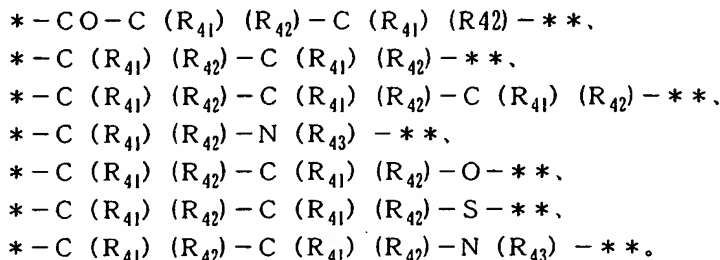 *-CO-C (R₄₁) (R₄₂)-C (R₄₁) (R42)-**、
*-C (R₄₁) (R₄₂)-C (R₄₁) (R₄₂)-**、
*-C (R₄₁) (R₄₂)-C (R₄₁) (R₄₂)-C (R₄₁) (R₄₂)-**、
*-C (R₄₁) (R₄₂)-N (R₄₃) -**、
*-C (R₄₁) (R₄₂)-C (R₄₁) (R₄₂)-O-**、
*-C (R₄₁) (R₄₂)-C (R₄₁) (R₄₂)-S-**、
*-C (R₄₁) (R₄₂)-C (R₄₁) (R₄₂)-N (R₄₃) -**。